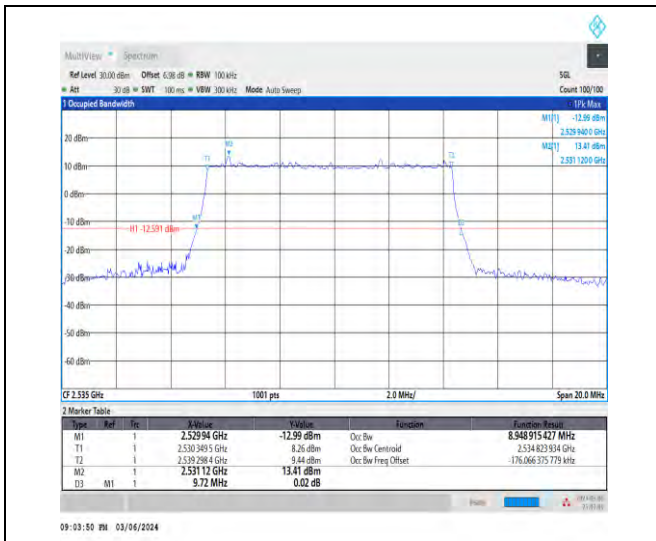 MultiView Spectrum
Ref Level 30.00 dBm Offset 6.98 dB RBW 100 kHz SGL
Att 30 dB SWT 100 ms VBW 300 kHz Mode Auto Sweep Count 100/100
1 Occupied Bandwidth 1Pk Max
M1[1] -12.99 dBm
2.529 940 0 GHz
M2[1] 13.41 dBm
2.531 120 0 GHz
20 dBm
M2
T1
T2
10 dBm
0 dBm
-10 dBm
M1
H1 -12.591 dBm
-30 dBm
-40 dBm
-50 dBm
-60 dBm
CF 2.535 GHz 1001 pts 2.0 MHz/ Span 20.0 MHz
2 Marker Table
Type Ref Trc X-Value Y-Value Function Function Result
M1 1 2.529 94 GHz -12.99 dBm Occ Bw 8.948 915 427 MHz
T1 1 2.530 349 5 GHz 8.26 dBm Occ Bw Centroid 2.534 823 934 GHz
T2 1 2.539 298 4 GHz 9.44 dBm Occ Bw Freq Offset -176.066 375 779 kHz
M2 1 2.531 12 GHz 13.41 dBm
D3 M1 1 9.72 MHz 0.02 dB
09:03:50 PM 03/06/2024